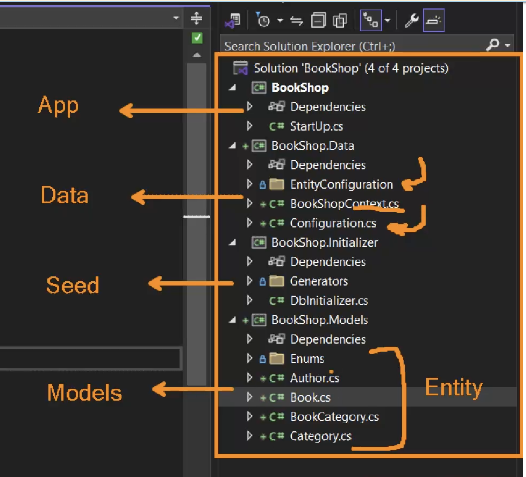 Search Solution Explorer (Ctrl+;)
Solution 'BookShop' (4 of 4 projects)
C# BookShop
App
Dependencies
C# StartUp.cs
C# BookShop.Data
Dependencies
EntityConfiguration
Data
C# BookShopContext.cs
C# Configuration.cs
C# BookShop.Initializer
Dependencies
Seed
Generators
C# DbInitializer.cs
C# BookShop.Models
Dependencies
Enums
C# Author.cs
Models
C# Book.cs
Entity
C# BookCategory.cs
C# Category.cs